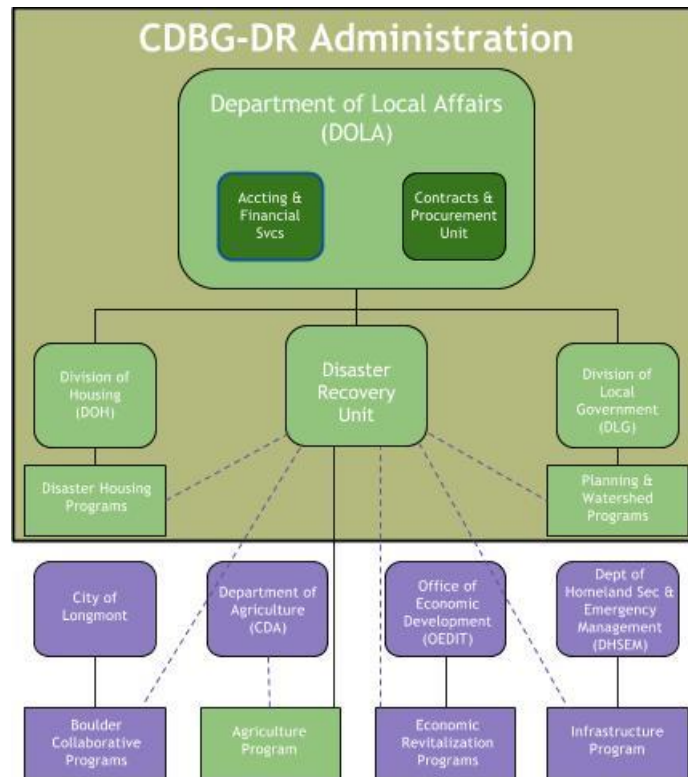 CDBG-DR Administration
Department of Local Affairs
(DOLA)
Accting &
Financial
Svcs
Contracts &
Procurement
Unit
Division of
Housing
(DOH)
Disaster
Recovery
Unit
Division of
Local
Government
(DLG)
Disaster Housing
Programs
Planning &
Watershed
Programs
City of
Longmont
Department of
Agriculture
(CDA)
Office of
Economic
Development
(OEDIT)
Dept of
Homeland Sec &
Emergency
Management
(DHSEM)
Boulder
Collaborative
Programs
Agriculture
Program
Economic
Revitalization
Programs
Infrastructure
Program